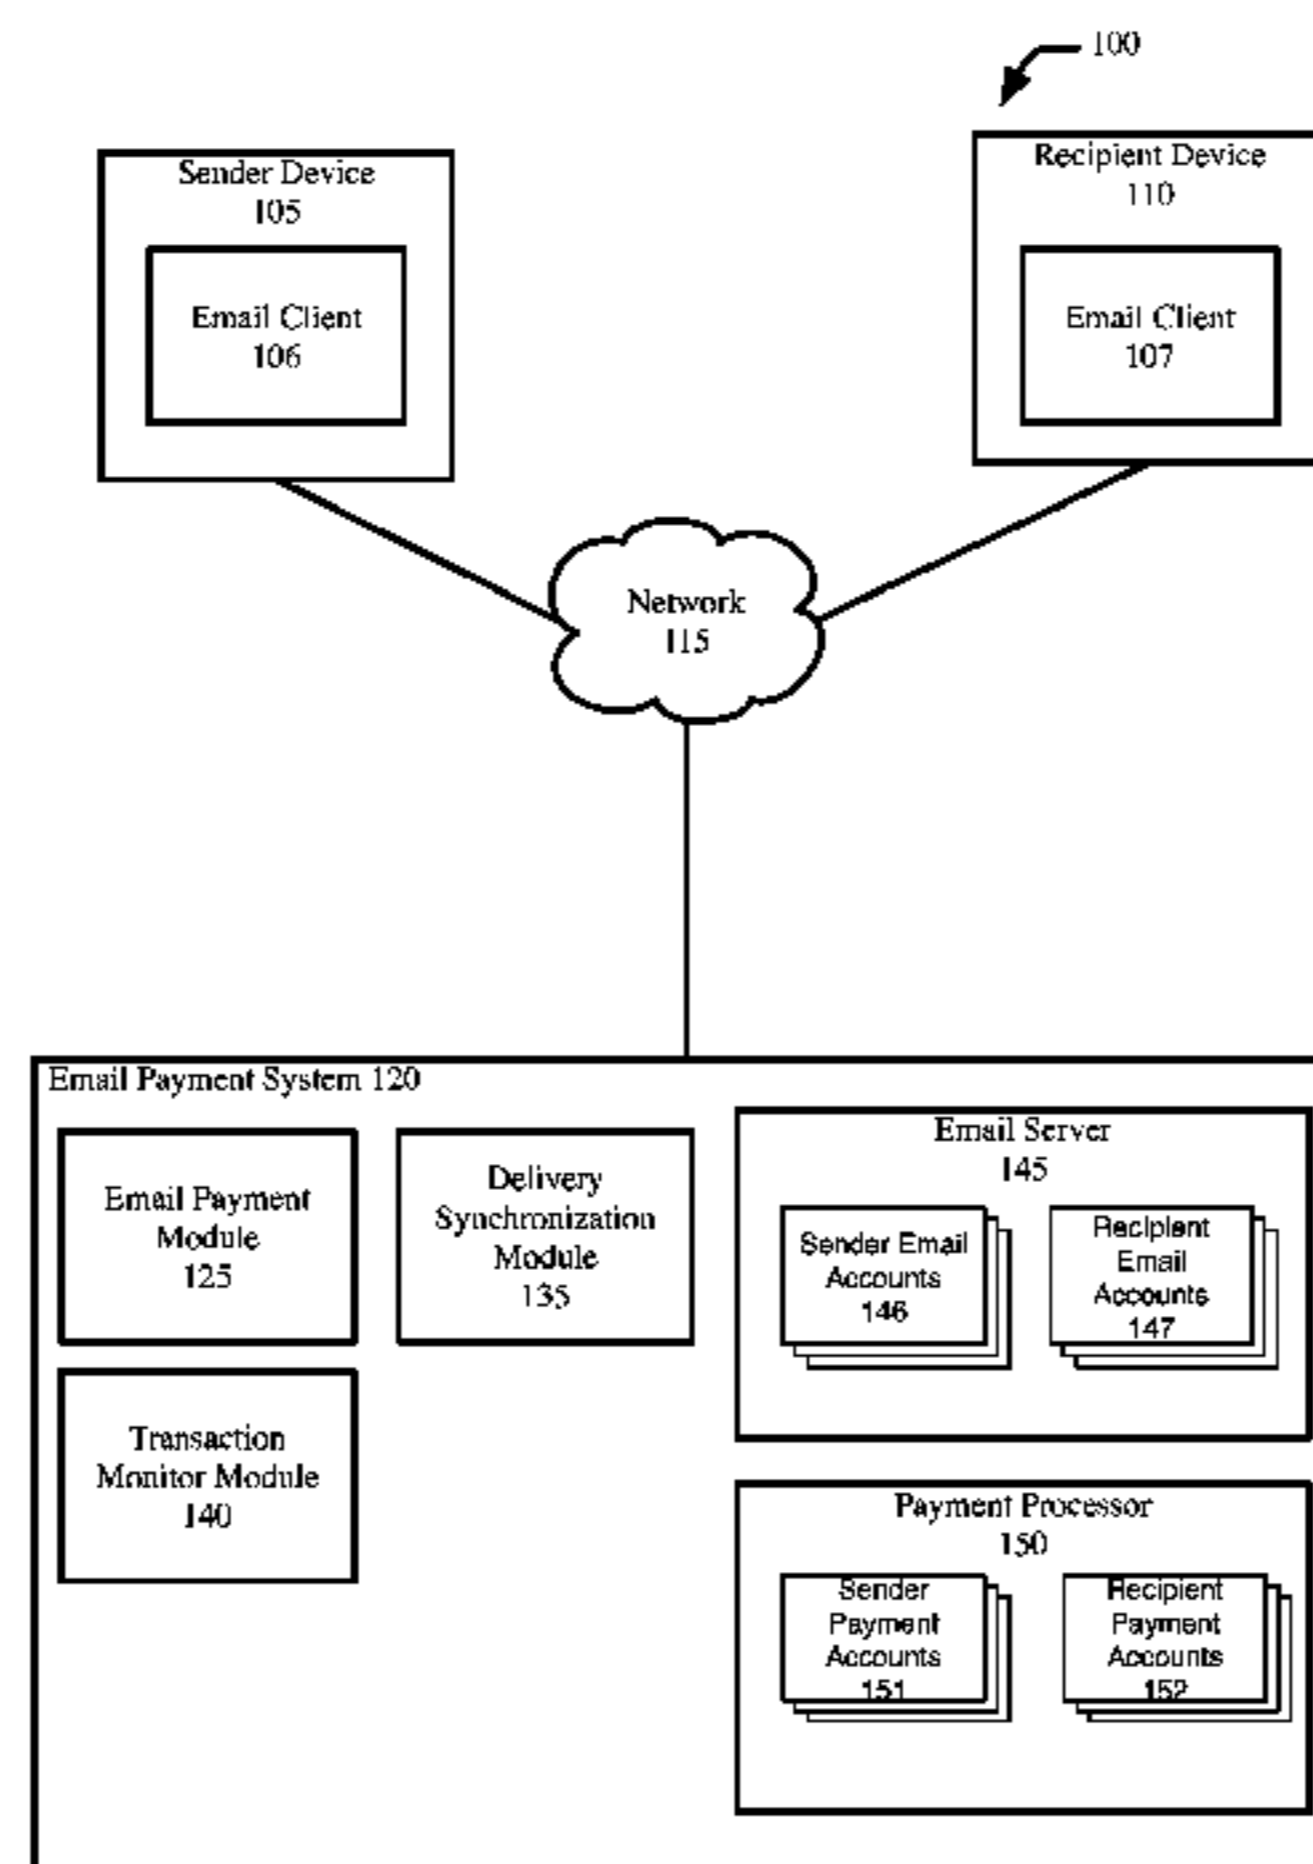 100
Sender Device
105
Email Client
106
Recipient Device
110
Email Client
107
Network
115
Email Payment System 120
Email Payment
Module
125
Delivery
Synchronization
Module
135
Transaction
Monitor Module
140
Email Server
145
Sender Email
Accounts
146
Recipient
Email
Accounts
147
Payment Processor
150
Sender
Payment
Accounts
151
Recipient
Payment
Accounts
152